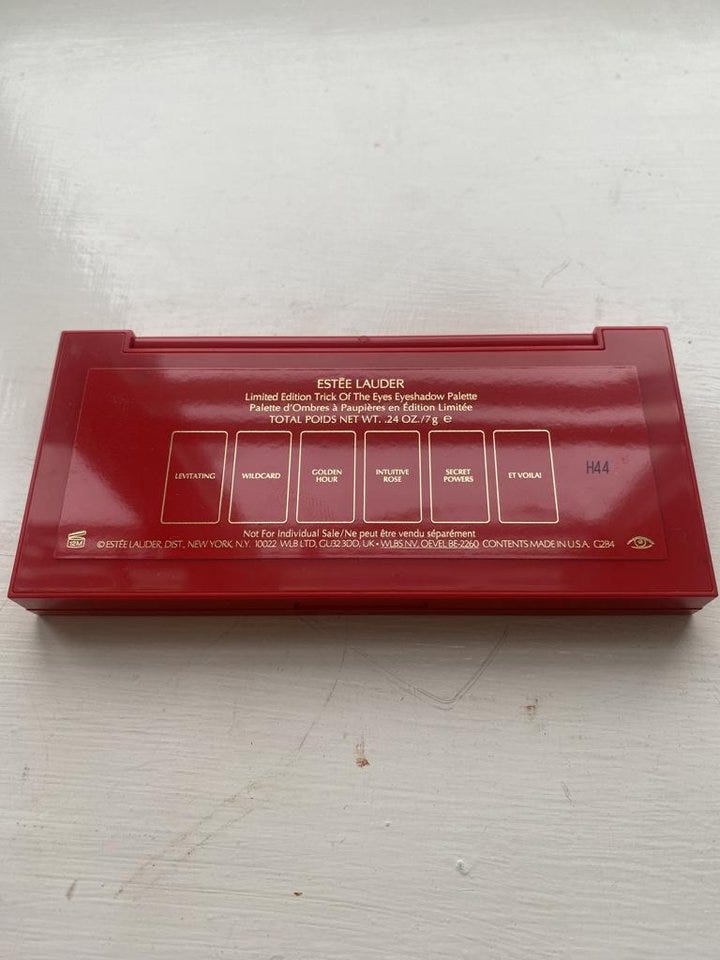 ESTĒE LAUDER
Limited Edition Trick Of The Eyes Eyeshadow Palette
Palette d'Ombres à Paupières en Édition Limitée
TOTAL POIDS NET WT. .24 OZ./7g e
LEVITATING
WILDCARD
GOLDEN
HOUR
INTUITIVE
ROSE
SECRET
POWERS
ET VOILA!
H44
Not For Individual Sale/Ne peut être vendu séparément
12M
© ESTĒE LAUDER, DIST., NEW YORK, N.Y. 10022 WLB LTD, GU32 3DD, UK • WLBS NV, OEVEL BE-2260 CONTENTS MADE IN U.S.A. G284